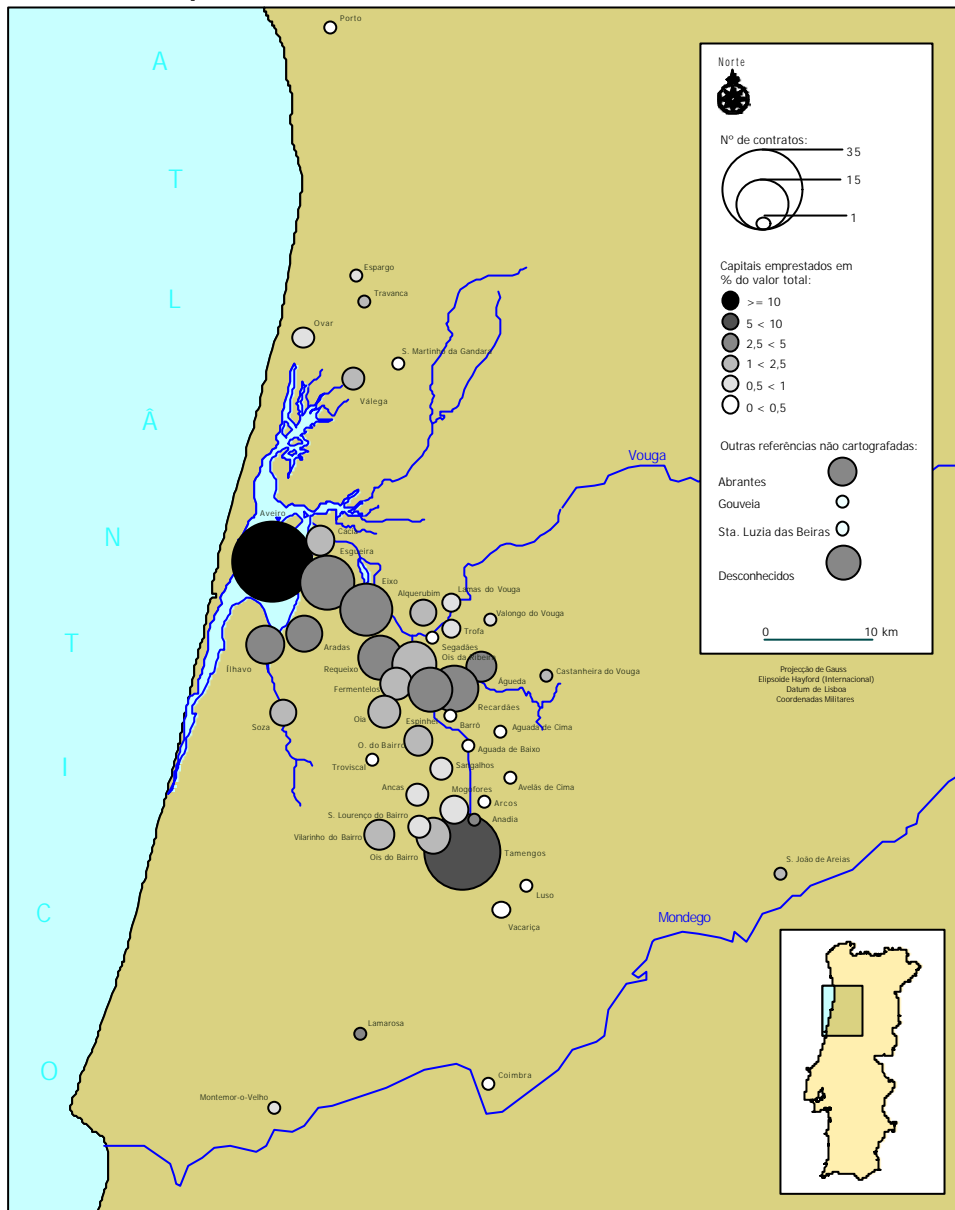 Porto
A
T
L
Â
N
T
I
C
O
Norte
Nº de contratos:
35
15
1
Capitais emprestados em
% do valor total:
>= 10
5 < 10
2,5 < 5
1 < 2,5
0,5 < 1
0 < 0,5
Outras referências não cartografadas:
Abrantes
Gouveia
Sta. Luzia das Beiras
Desconhecidos
0 10 km
Projecção de Gauss
Elipsoide Hayford (Internacional)
Datum de Lisboa
Coordenadas Militares
Espargo
Travanca
Ovar
S. Martinho da Gandara
Válega
Vouga
Aveiro
Cacia
Esgueira
Eixo
Alquerubim
Lamas do Vouga
Valongo do Vouga
Trofa
Segadães
Aradas
Ílhavo
Requeixo
Ois da Ribeira
Águeda
Castanheira do Vouga
Fermentelos
Recardães
Soza
Oia
Espinhel
Barrô
Aguada de Cima
O. do Bairro
Aguada de Baixo
Troviscal
Sangalhos
Avelãs de Cima
Ancas
Mogofores
Arcos
S. Lourenço do Bairro
Anadia
Vilarinho do Bairro
Ois do Bairro
Tamengos
S. João de Areias
Luso
Vacariça
Mondego
Lamarosa
Coimbra
Montemor-o-Velho